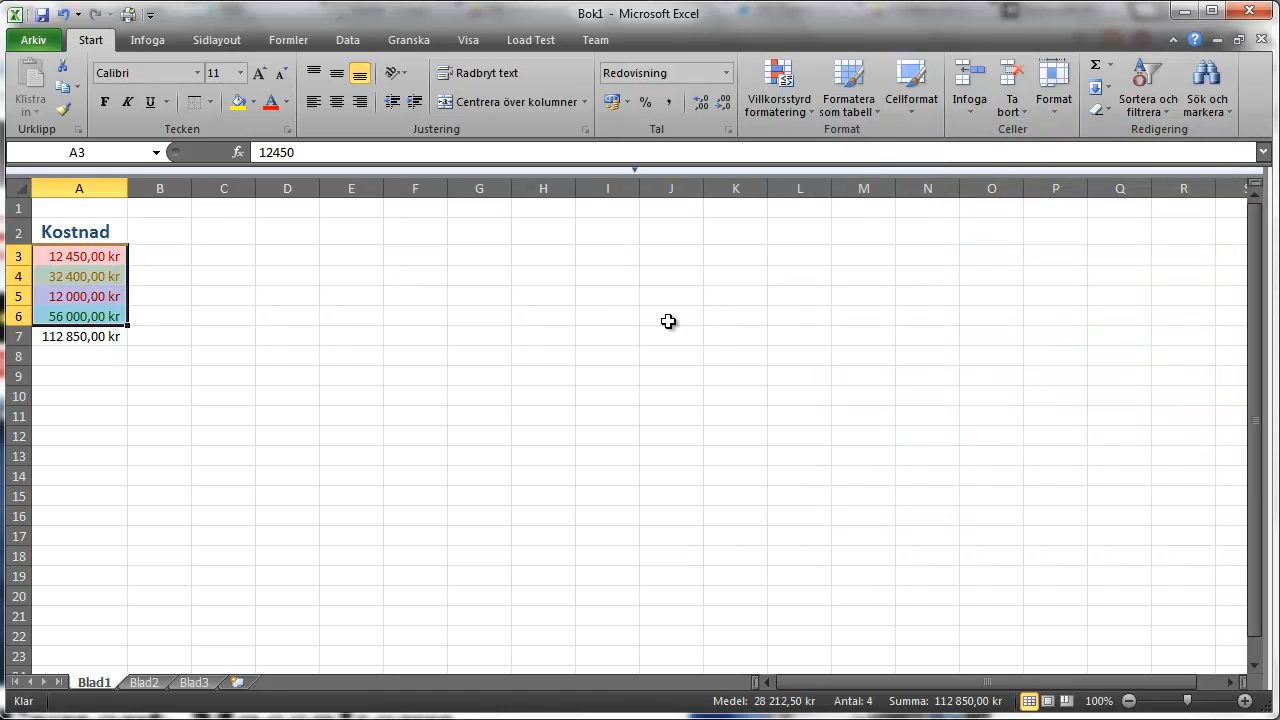 Bok1 - Microsoft Excel
Arkiv Start Infoga Sidlayout Formler Data Granska Visa Load Test Team
Klistra in
Urklipp
Calibri 11
F K U
Tecken
Radbryt text
Centrera över kolumner
Justering
Redovisning
%
Tal
Villkorsstyrd formatering
Formatera som tabell
Cellformat
Format
Infoga
Ta bort
Format
Celler
Sortera och filtrera
Sök och markera
Redigering
A3 fx 12450
A B C D E F G H I J K L M N O P Q R S
1
2 Kostnad
3 12 450,00 kr
4 32 400,00 kr
5 12 000,00 kr
6 56 000,00 kr
7 112 850,00 kr
8
9
10
11
12
13
14
15
16
17
18
19
20
21
22
23
Blad1 Blad2 Blad3
Klar Medel: 28 212,50 kr Antal: 4 Summa: 112 850,00 kr 100%